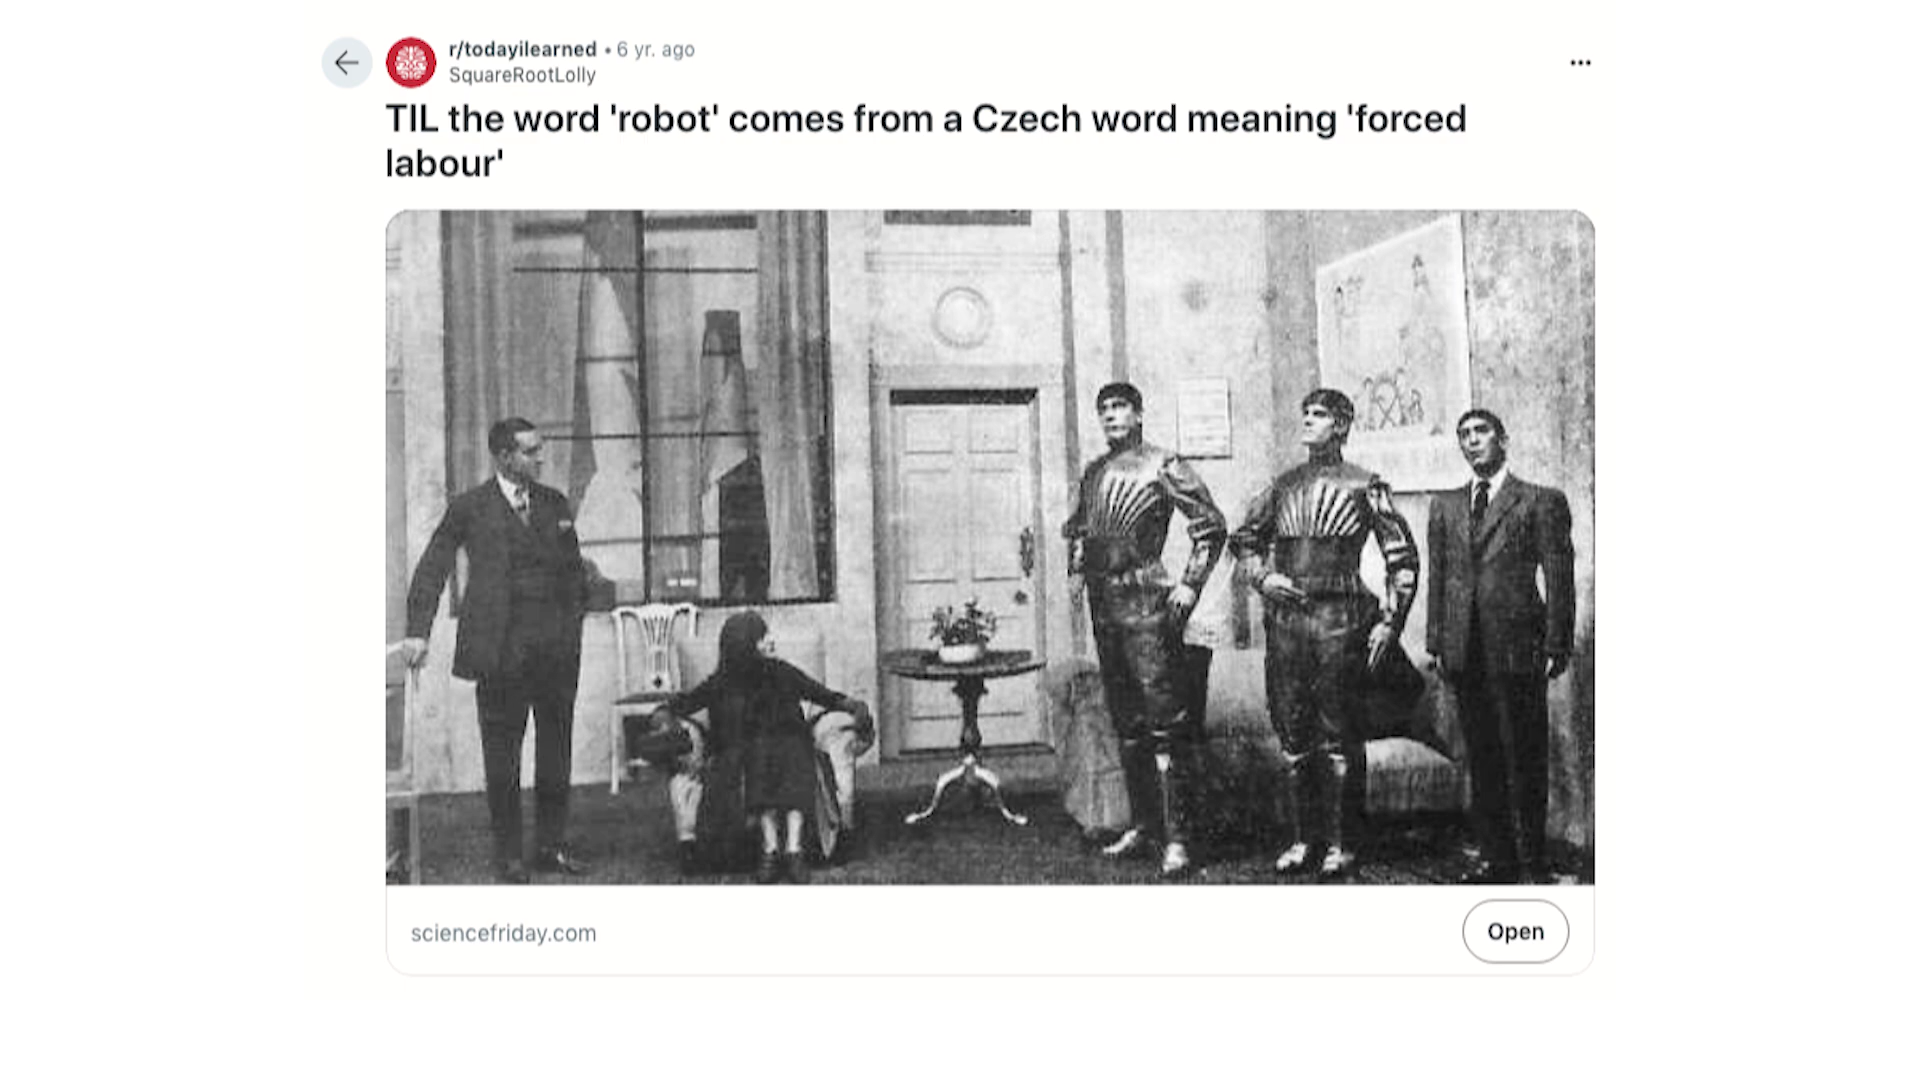 r/todayilearned • 6 yr. ago
SquareRootLolly
TIL the word 'robot' comes from a Czech word meaning 'forced
labour'
sciencefriday.com
Open